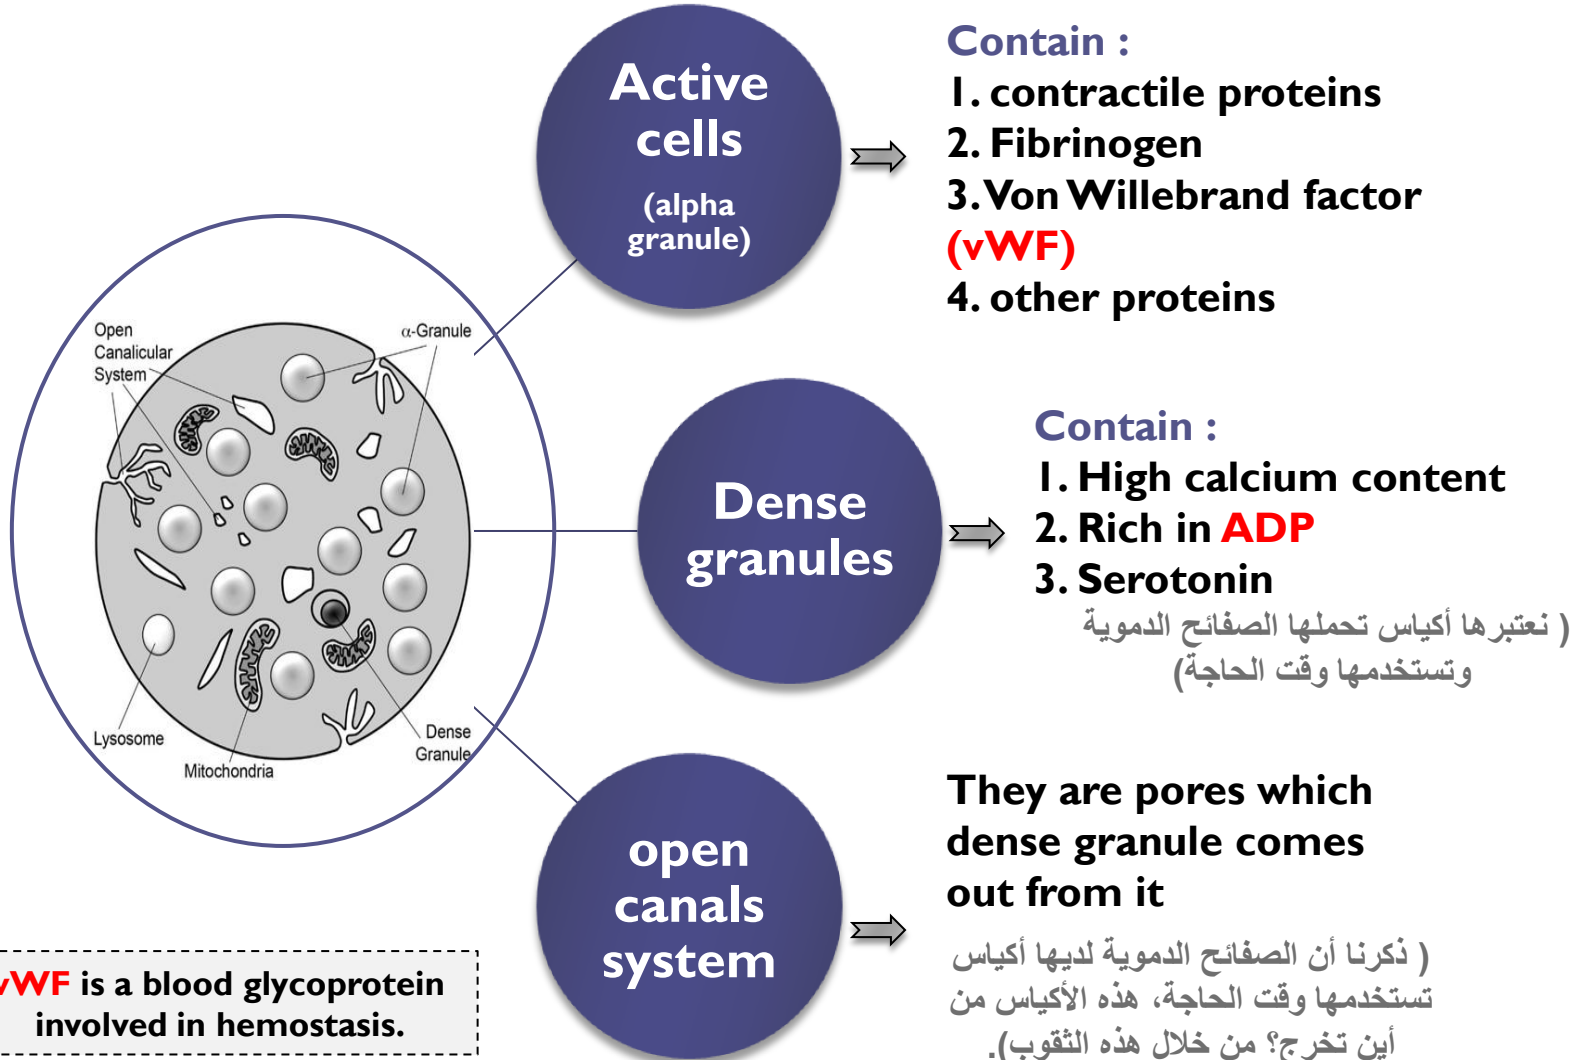 Active
cells
(alpha
granule)
Contain :
1. contractile proteins
2. Fibrinogen
3. Von Willebrand factor
(vWF)
4. other proteins
Open
Canalicular
System
α-Granule
Lysosome
Mitochondria
Dense
Granule
Dense
granules
Contain :
1. High calcium content
2. Rich in ADP
3. Serotonin
( نعتبرها أكياس تحملها الصفائح الدموية
وتستخدمها وقت الحاجة)
open
canals
system
They are pores which
dense granule comes
out from it
( ذكرنا أن الصفائح الدموية لديها أكياس
تستخدمها وقت الحاجة، هذه الأكياس من
أين تخرج؟ من خلال هذه الثقوب).
vWF is a blood glycoprotein
involved in hemostasis.